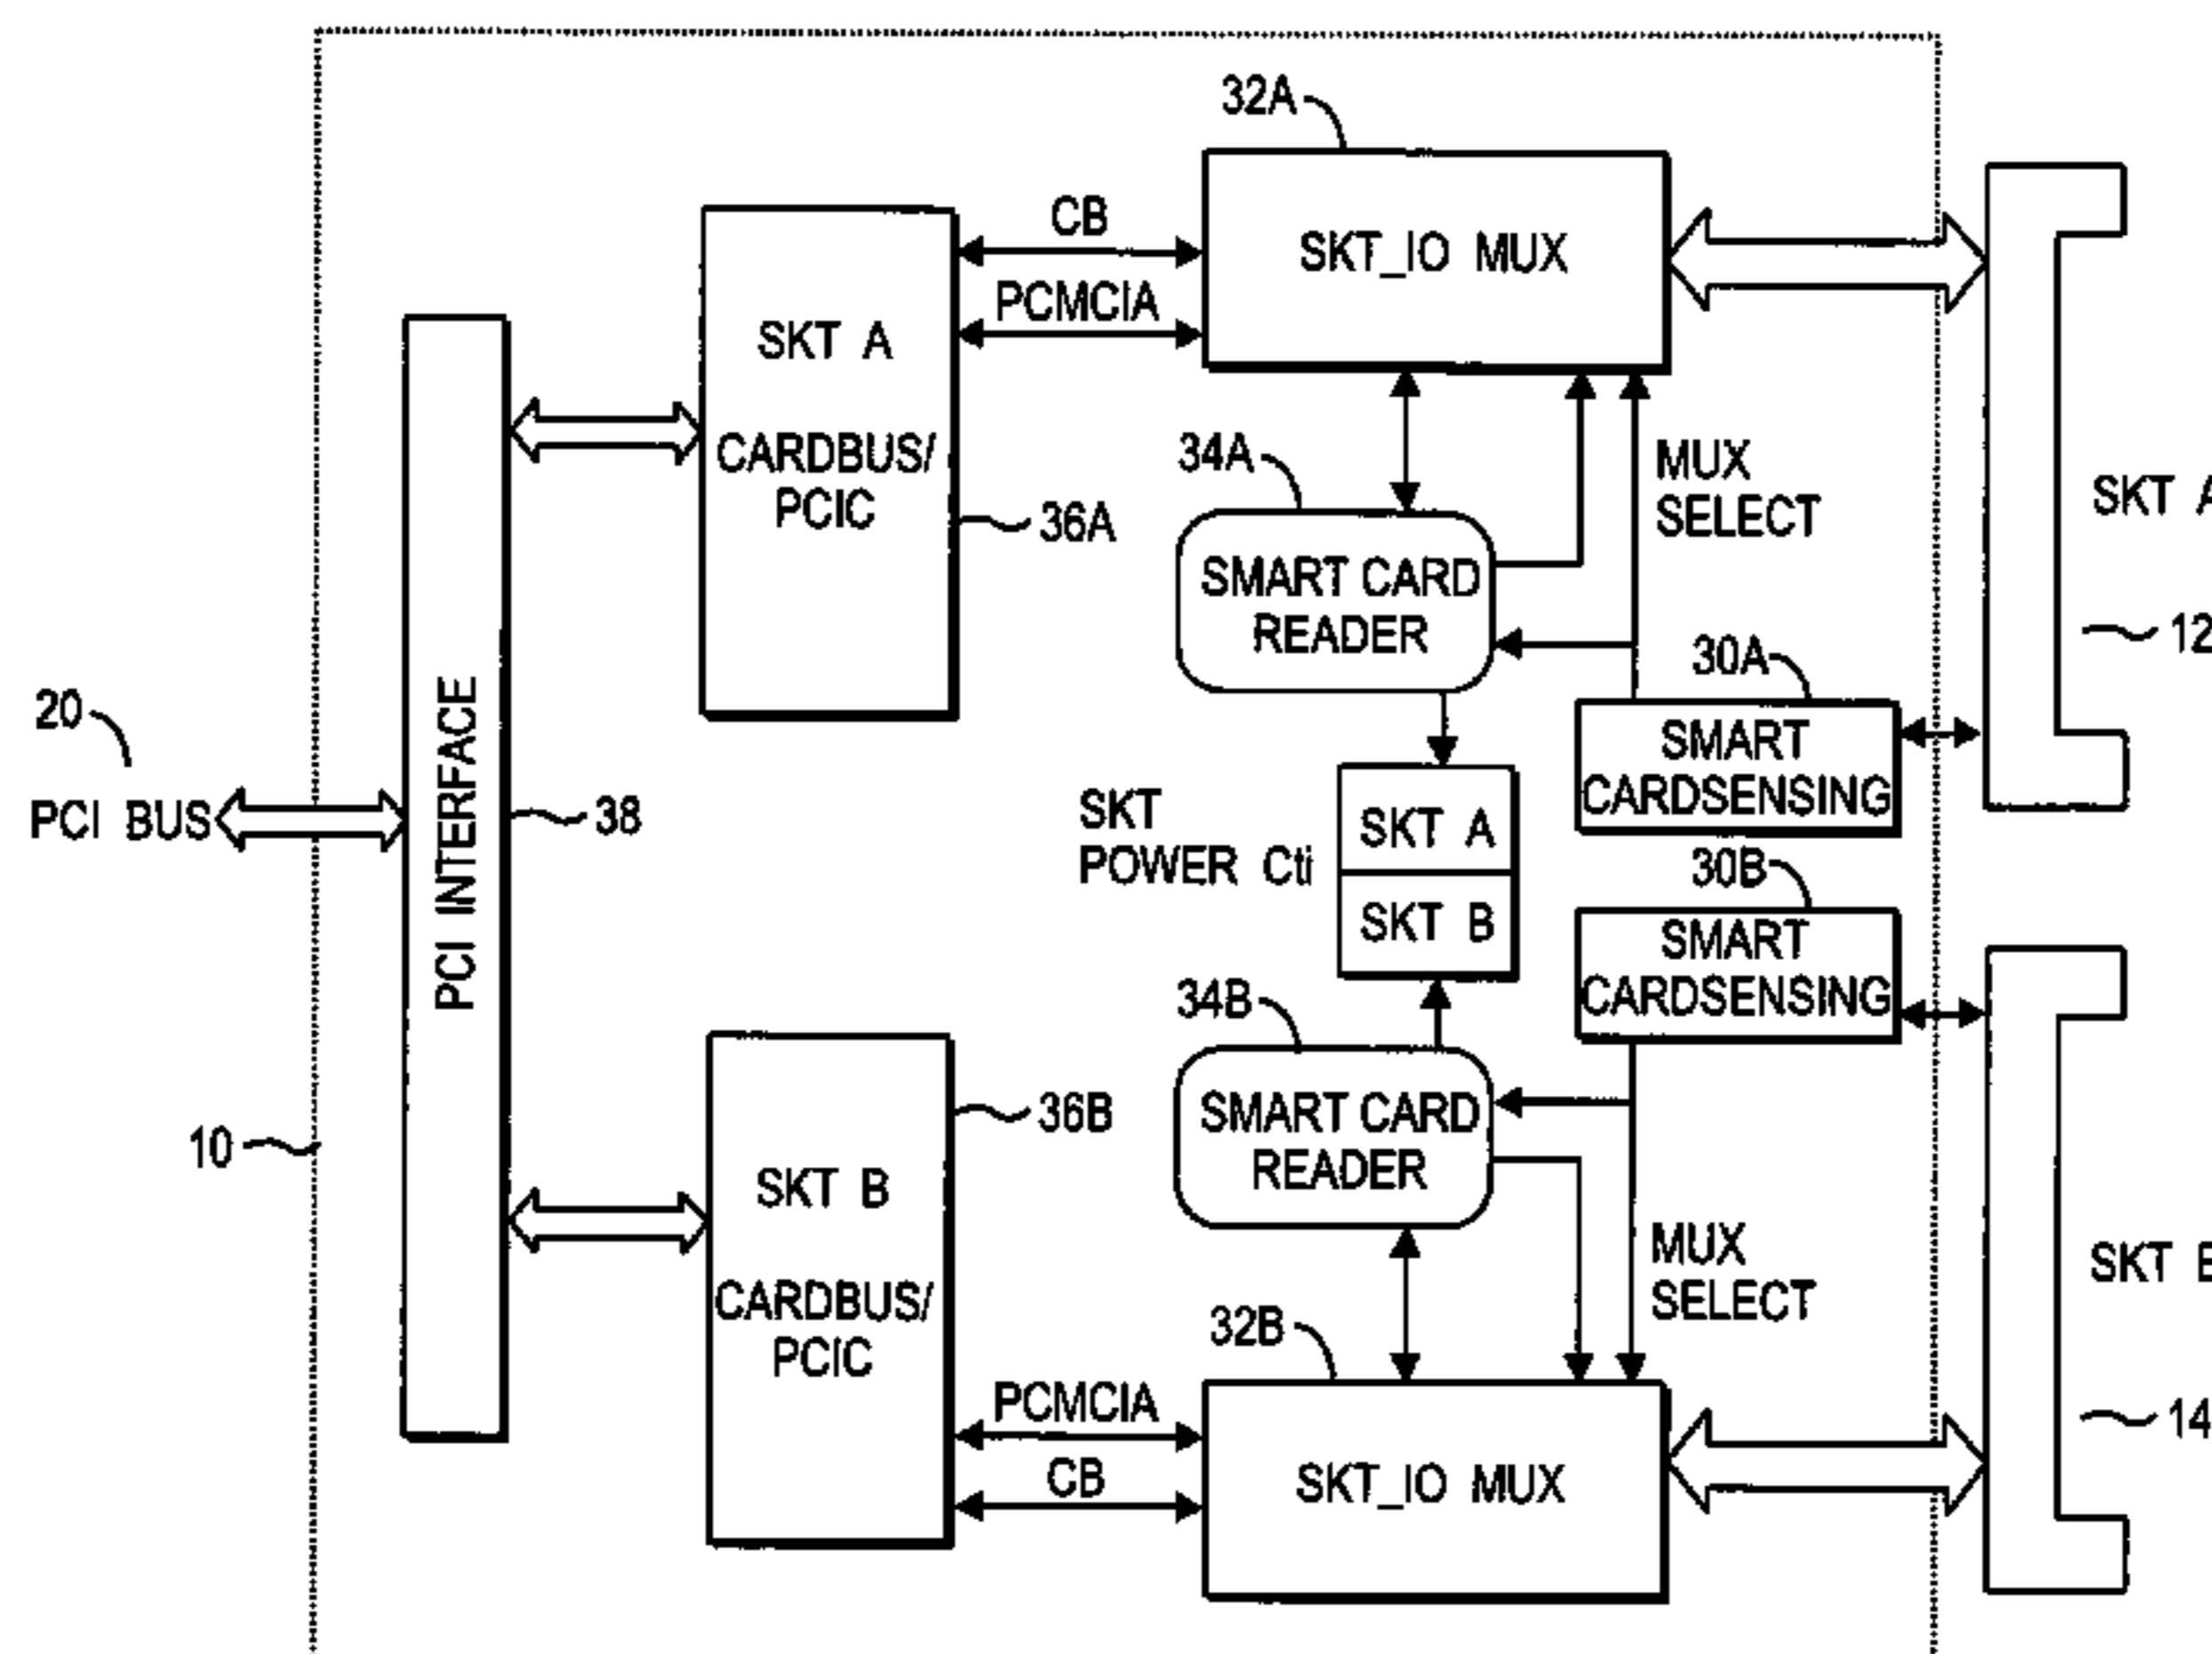 32A
CB
SKT_IO MUX
PCMCIA
SKT A
CARDBUS/
PCIC
36A
34A
MUX
SELECT
SKT
SMART CARD
READER
12
30A
SMART
CARDSENSING
20
PCI BUS
PCI INTERFACE
38
SKT
POWER Cti
SKT A
SKT B
30B
SMART
CARDSENSING
34B
SMART CARD
READER
36B
10
SKT B
CARDBUS/
PCIC
MUX
SELECT
SKT
32B
PCMCIA
CB
SKT_IO MUX
14